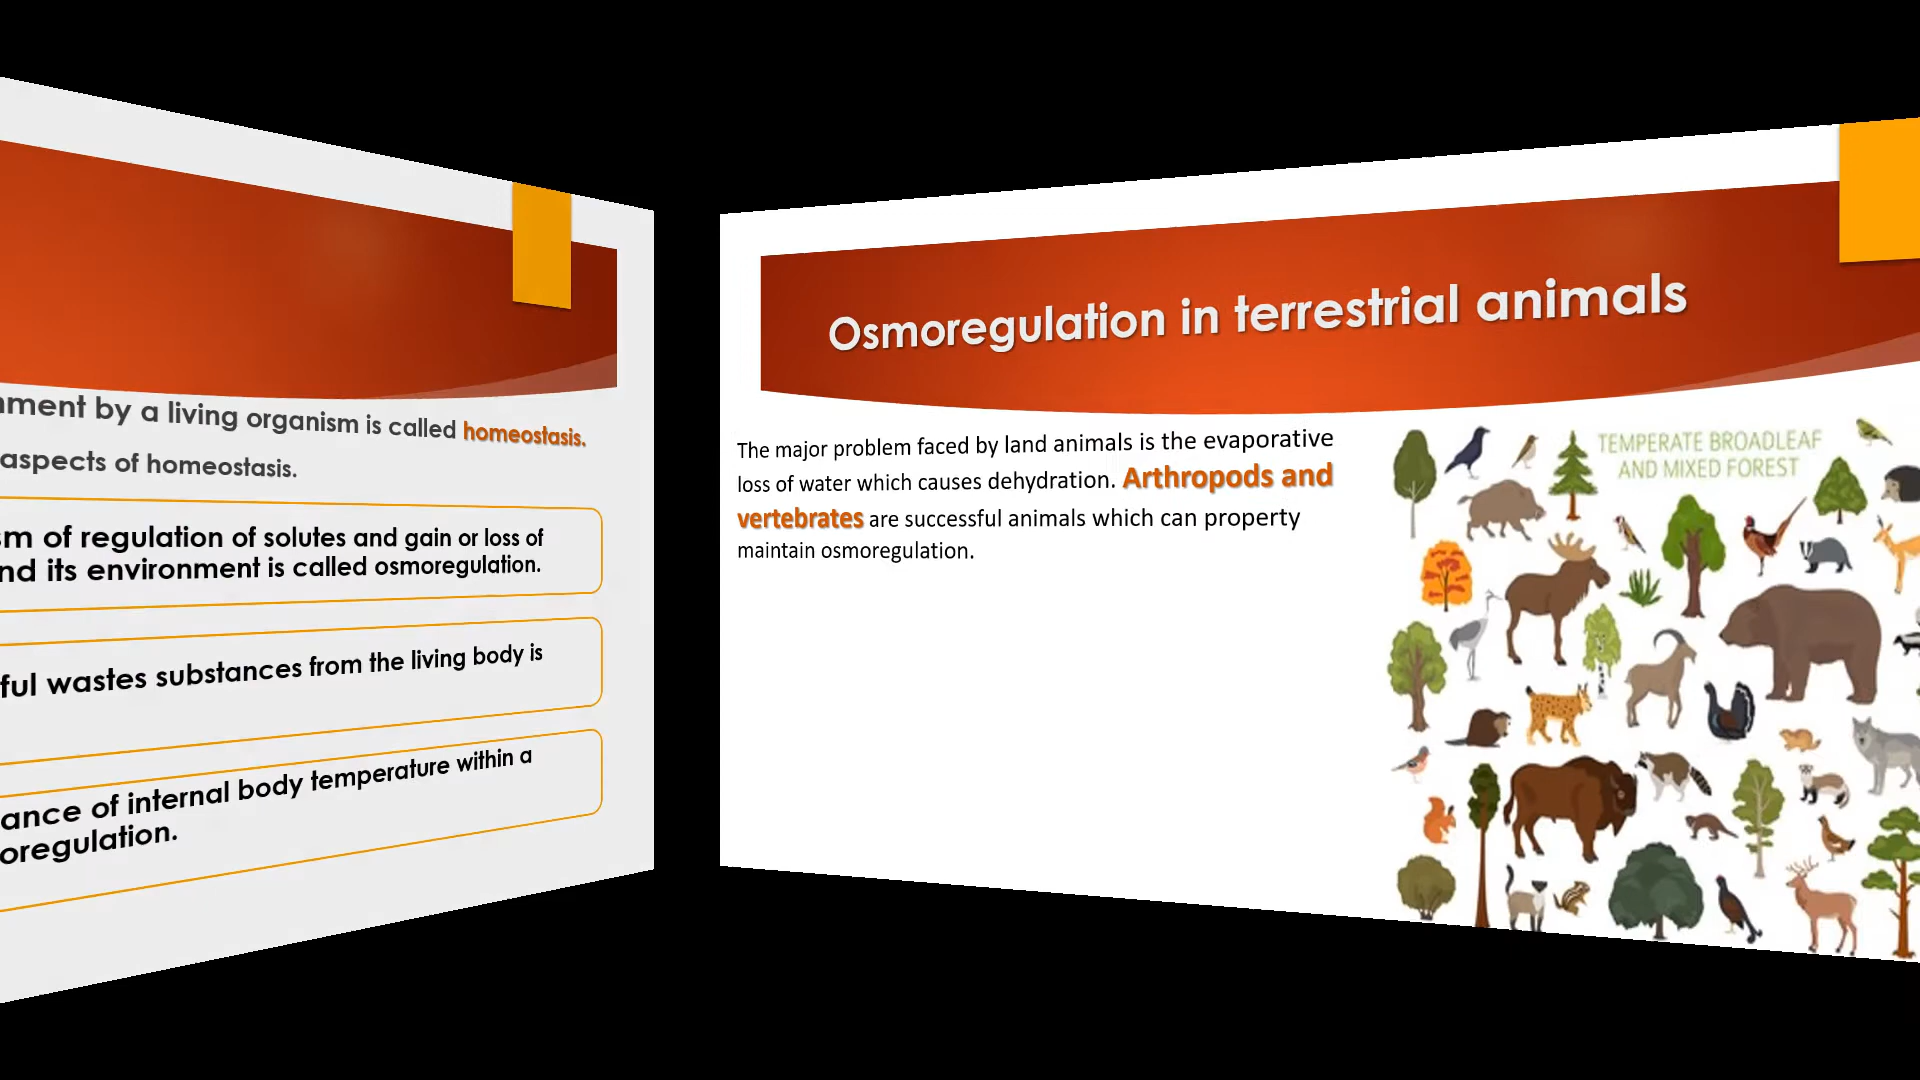 nment by a living organism is called homeostasis.
aspects of homeostasis.
sm of regulation of solutes and gain or loss of
nd its environment is called osmoregulation.
ful wastes substances from the living body is
ance of internal body temperature within a
oregulation.
Osmoregulation in terrestrial animals
The major problem faced by land animals is the evaporative
loss of water which causes dehydration. Arthropods and
vertebrates are successful animals which can property
maintain osmoregulation.
TEMPERATE BROADLEAF
AND MIXED FOREST